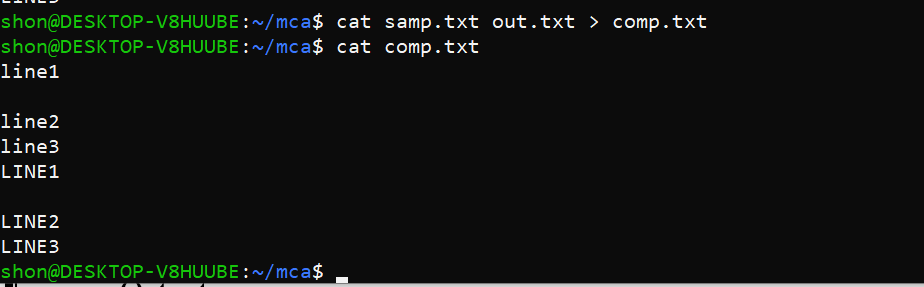 shon@DESKTOP-V8HUUBE:~/mca$ cat samp.txt out.txt > comp.txt
shon@DESKTOP-V8HUUBE:~/mca$ cat comp.txt
line1

line2
line3
LINE1

LINE2
LINE3
shon@DESKTOP-V8HUUBE:~/mca$